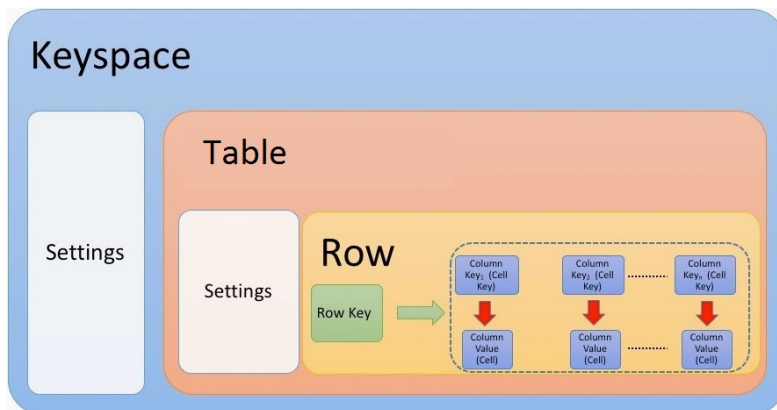 Keyspace
Table
Settings
Settings
Row
Row Key
Column
Key₁ (Cell
Key)
Column
Key₂ (Cell
Key)
Column
Keyₙ (Cell
Key)
Column
Value
(Cell)
Column
Value
(Cell)
Column
Value
(Cell)